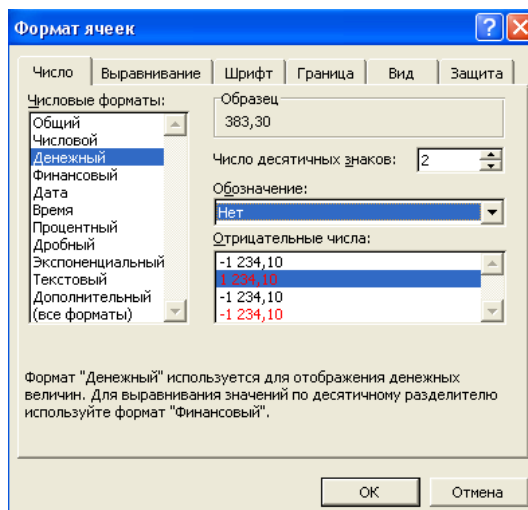 Формат ячеек
Число Выравнивание Шрифт Граница Вид Защита
Числовые форматы:
Общий
Числовой
Денежный
Финансовый
Дата
Время
Процентный
Дробный
Экспоненциальный
Текстовый
Дополнительный
(все форматы)
Образец
383,30
Число десятичных знаков: 2
Обозначение:
Нет
Отрицательные числа:
-1 234,10
1 234,10
-1 234,10
-1 234,10
Формат "Денежный" используется для отображения денежных
величин. Для выравнивания значений по десятичному разделителю
используйте формат "Финансовый".
ОК Отмена